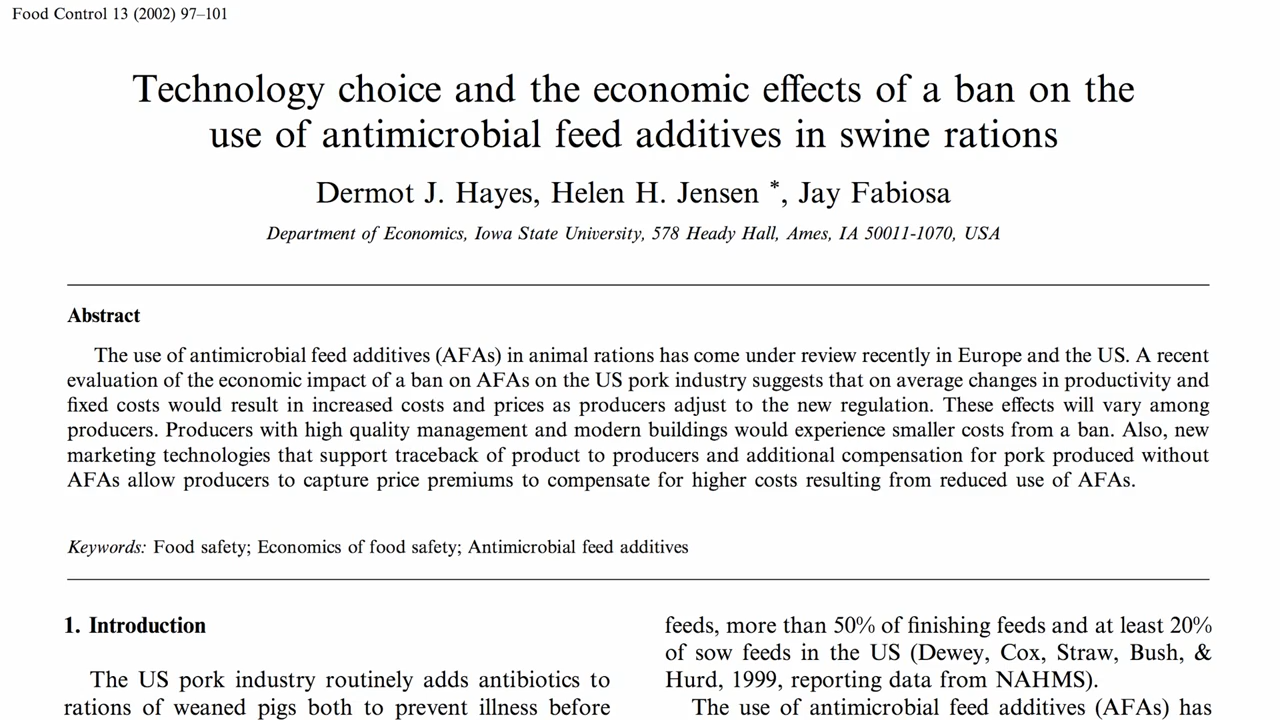 Food Control 13 (2002) 97–101
Technology choice and the economic effects of a ban on the
use of antimicrobial feed additives in swine rations
Dermot J. Hayes, Helen H. Jensen *, Jay Fabiosa
Department of Economics, Iowa State University, 578 Heady Hall, Ames, IA 50011-1070, USA
Abstract
The use of antimicrobial feed additives (AFAs) in animal rations has come under review recently in Europe and the US. A recent
evaluation of the economic impact of a ban on AFAs on the US pork industry suggests that on average changes in productivity and
fixed costs would result in increased costs and prices as producers adjust to the new regulation. These effects will vary among
producers. Producers with high quality management and modern buildings would experience smaller costs from a ban. Also, new
marketing technologies that support traceback of product to producers and additional compensation for pork produced without
AFAs allow producers to capture price premiums to compensate for higher costs resulting from reduced use of AFAs.
Keywords: Food safety; Economics of food safety; Antimicrobial feed additives
1. Introduction
The US pork industry routinely adds antibiotics to
rations of weaned pigs both to prevent illness before
feeds, more than 50% of finishing feeds and at least 20%
of sow feeds in the US (Dewey, Cox, Straw, Bush, &
Hurd, 1999, reporting data from NAHMS).
The use of antimicrobial feed additives (AFAs) has